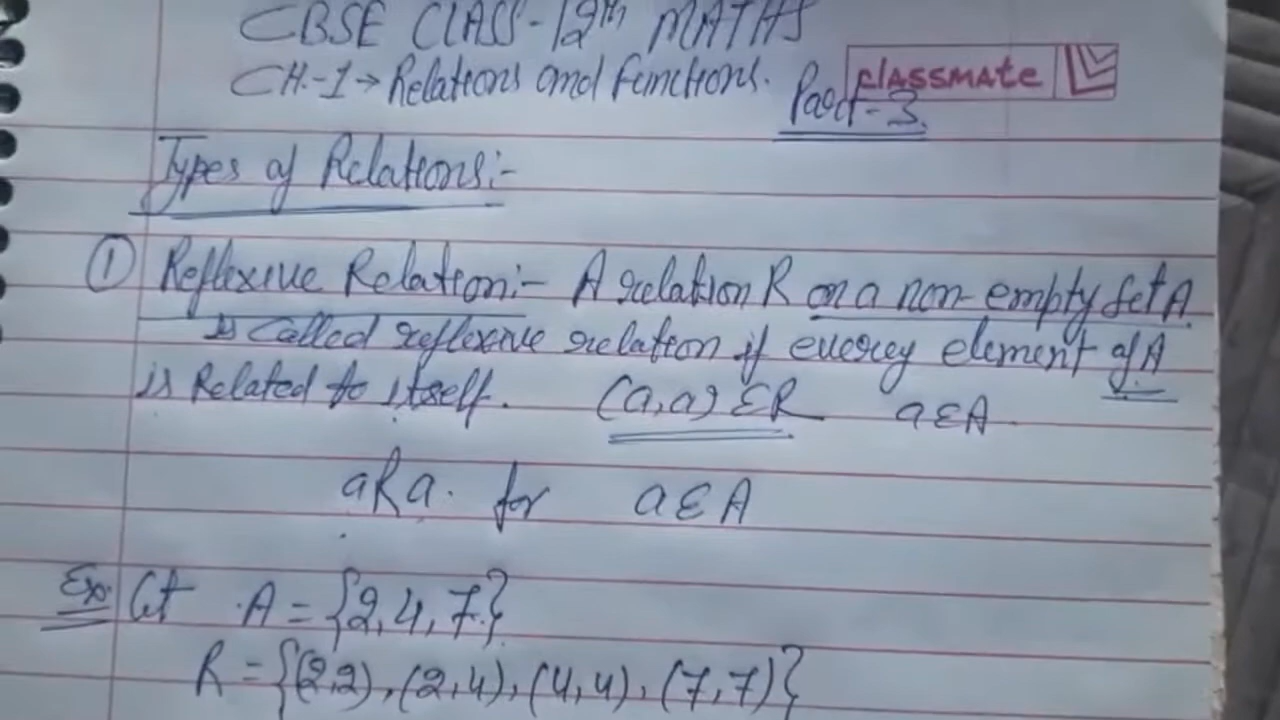 CBSE CLASS-12th MATHS
CH.-1→ Relations and functions.
classmate
Part-3.
Types of Relations:-
① Reflexive Relation:- A relation R on a non-empty set A.
is called reflexive relation if every element of A
is Related to itself. (a,a) ∈ R a∈A
aRa. for a∈A
Ex. Let A = {2,4,7}
R = {(2,2), (2,4), (4,4), (7,7)}